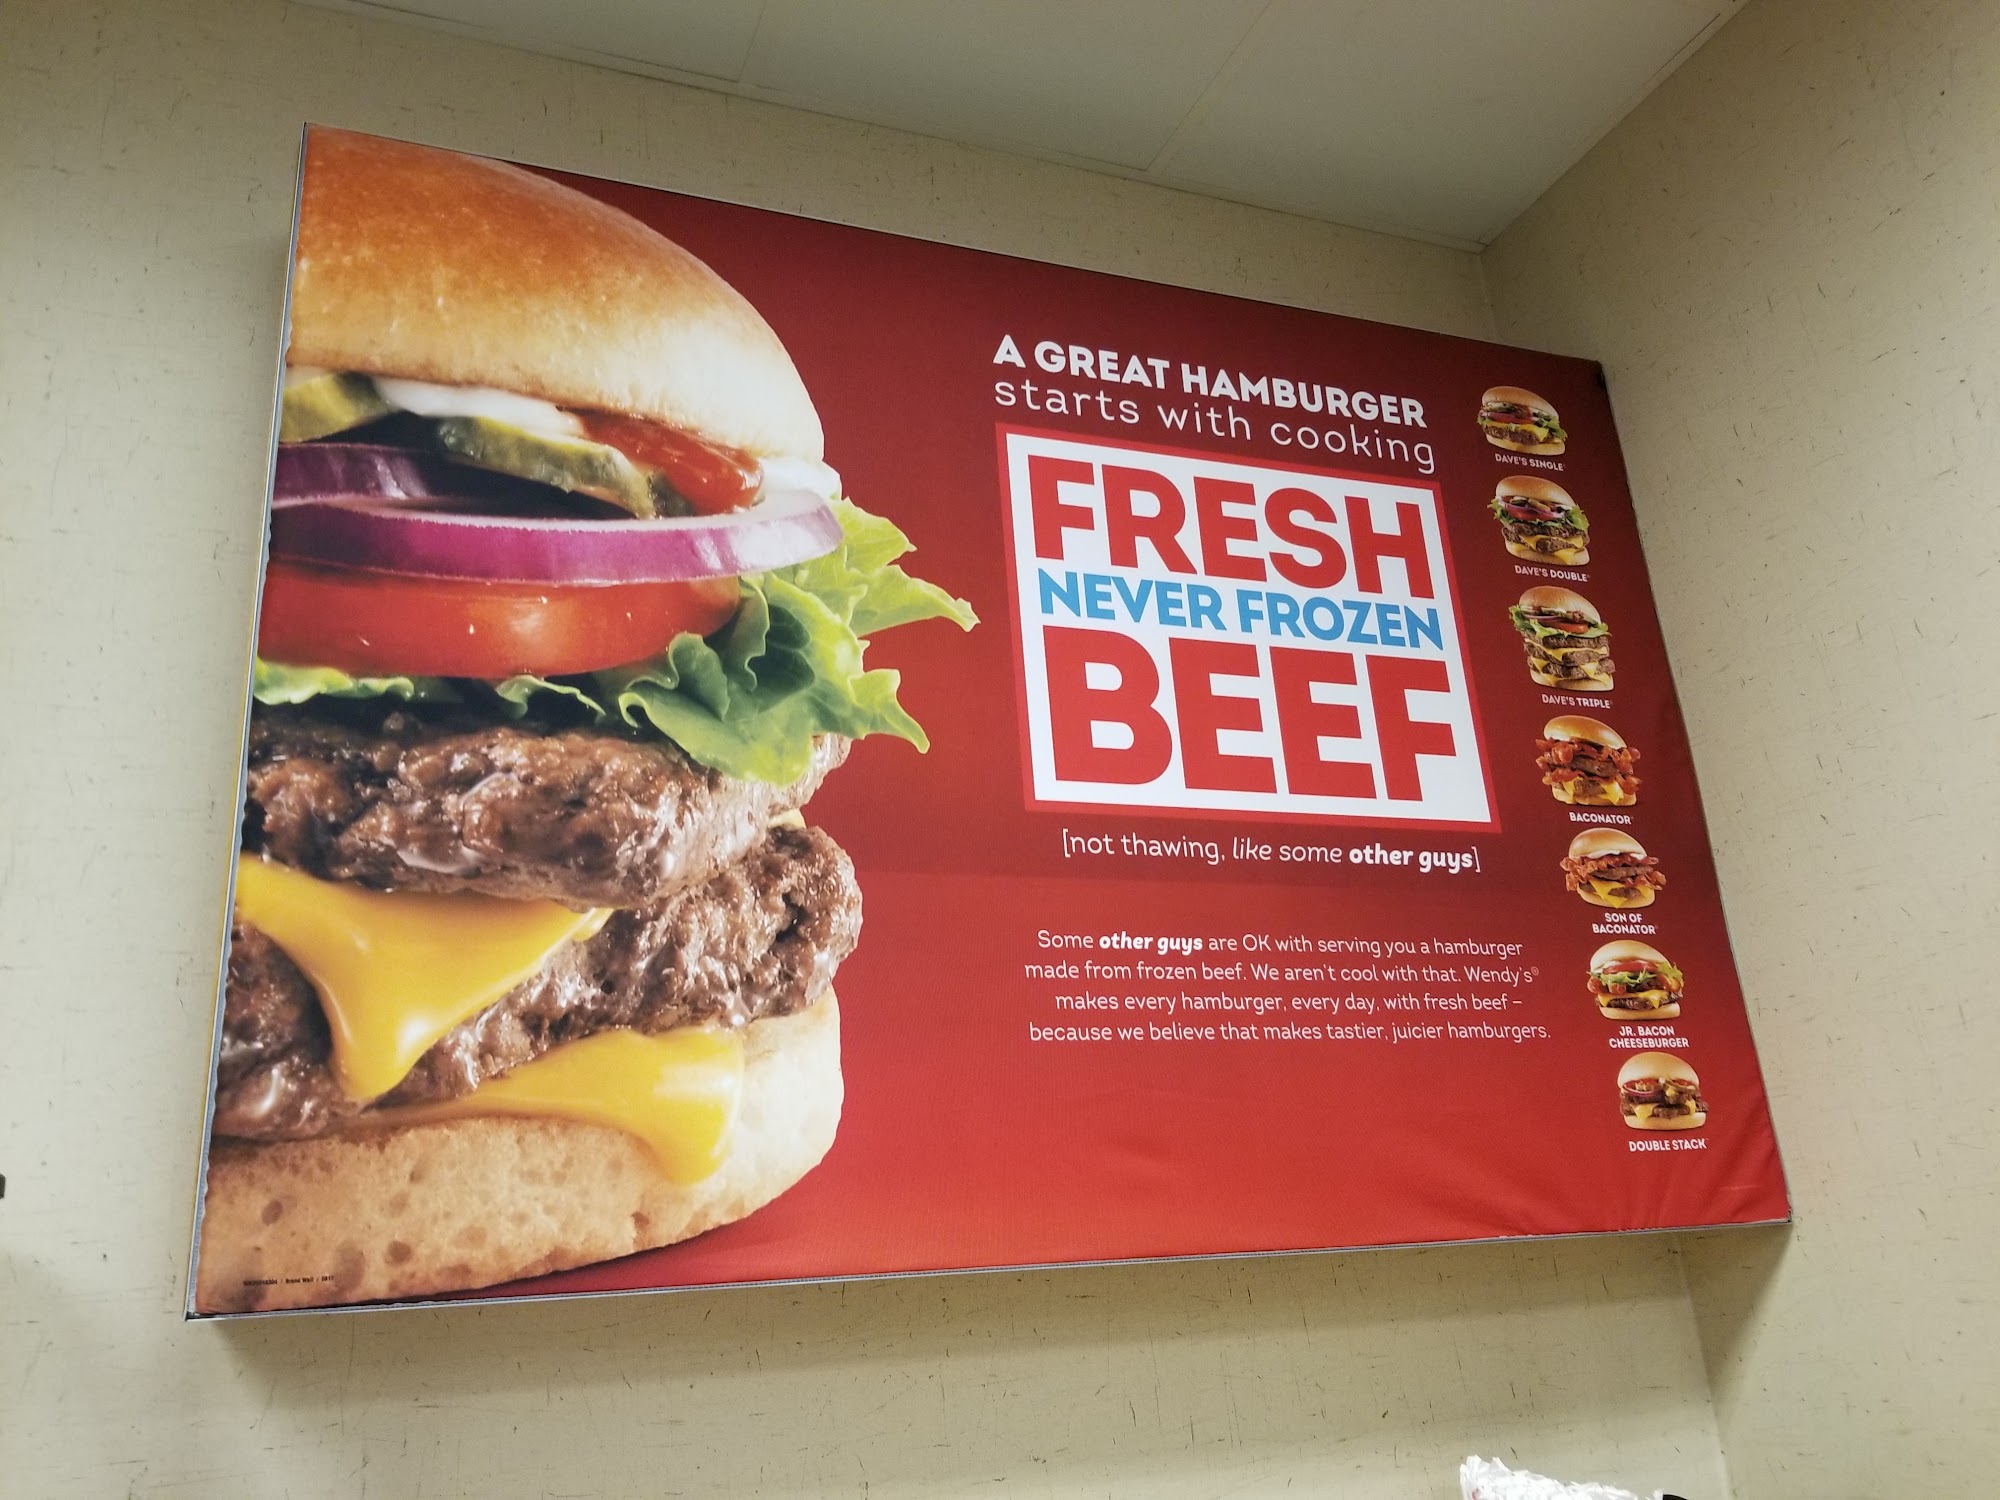 A GREAT HAMBURGER
starts with cooking
FRESH
NEVER FROZEN
BEEF
[not thawing, like some other guys]
Some other guys are OK with serving you a hamburger
made from frozen beef. We aren't cool with that. Wendy's®
makes every hamburger, every day, with fresh beef –
because we believe that makes tastier, juicier hamburgers.
DAVE'S SINGLE
DAVE'S DOUBLE
DAVE'S TRIPLE
BACONATOR
SON OF
BACONATOR
JR. BACON
CHEESEBURGER
DOUBLE STACK